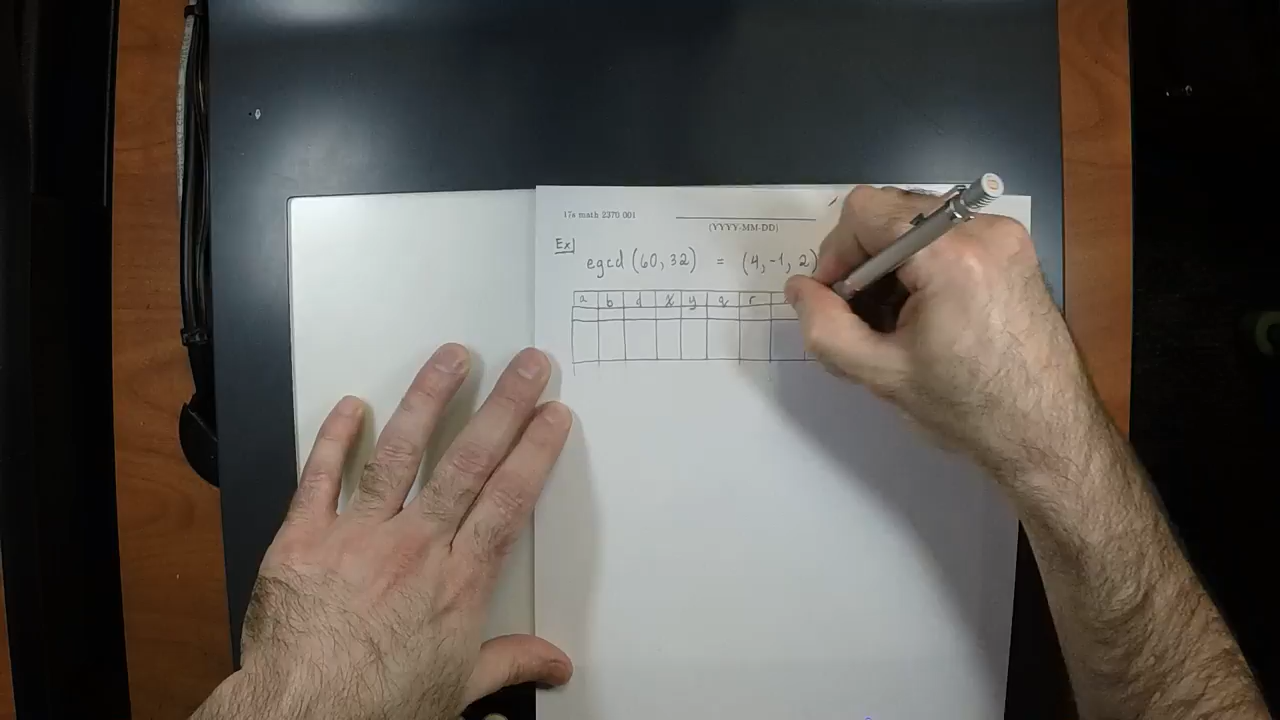 17s math 2370 001
(YYYY-MM-DD)
Ex
egcd (60, 32) = (4, -1, 2)
a b d x y q r